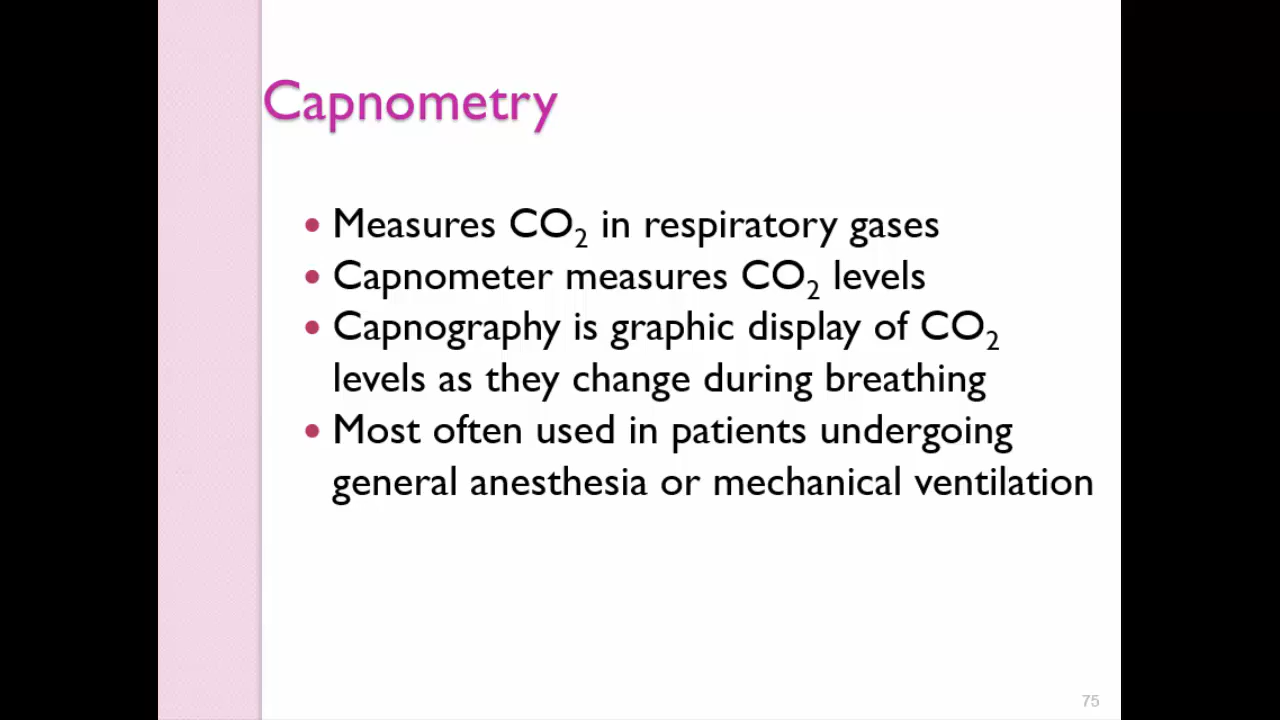 Capnometry
• Measures CO₂ in respiratory gases
• Capnometer measures CO₂ levels
• Capnography is graphic display of CO₂
levels as they change during breathing
• Most often used in patients undergoing
general anesthesia or mechanical ventilation
75